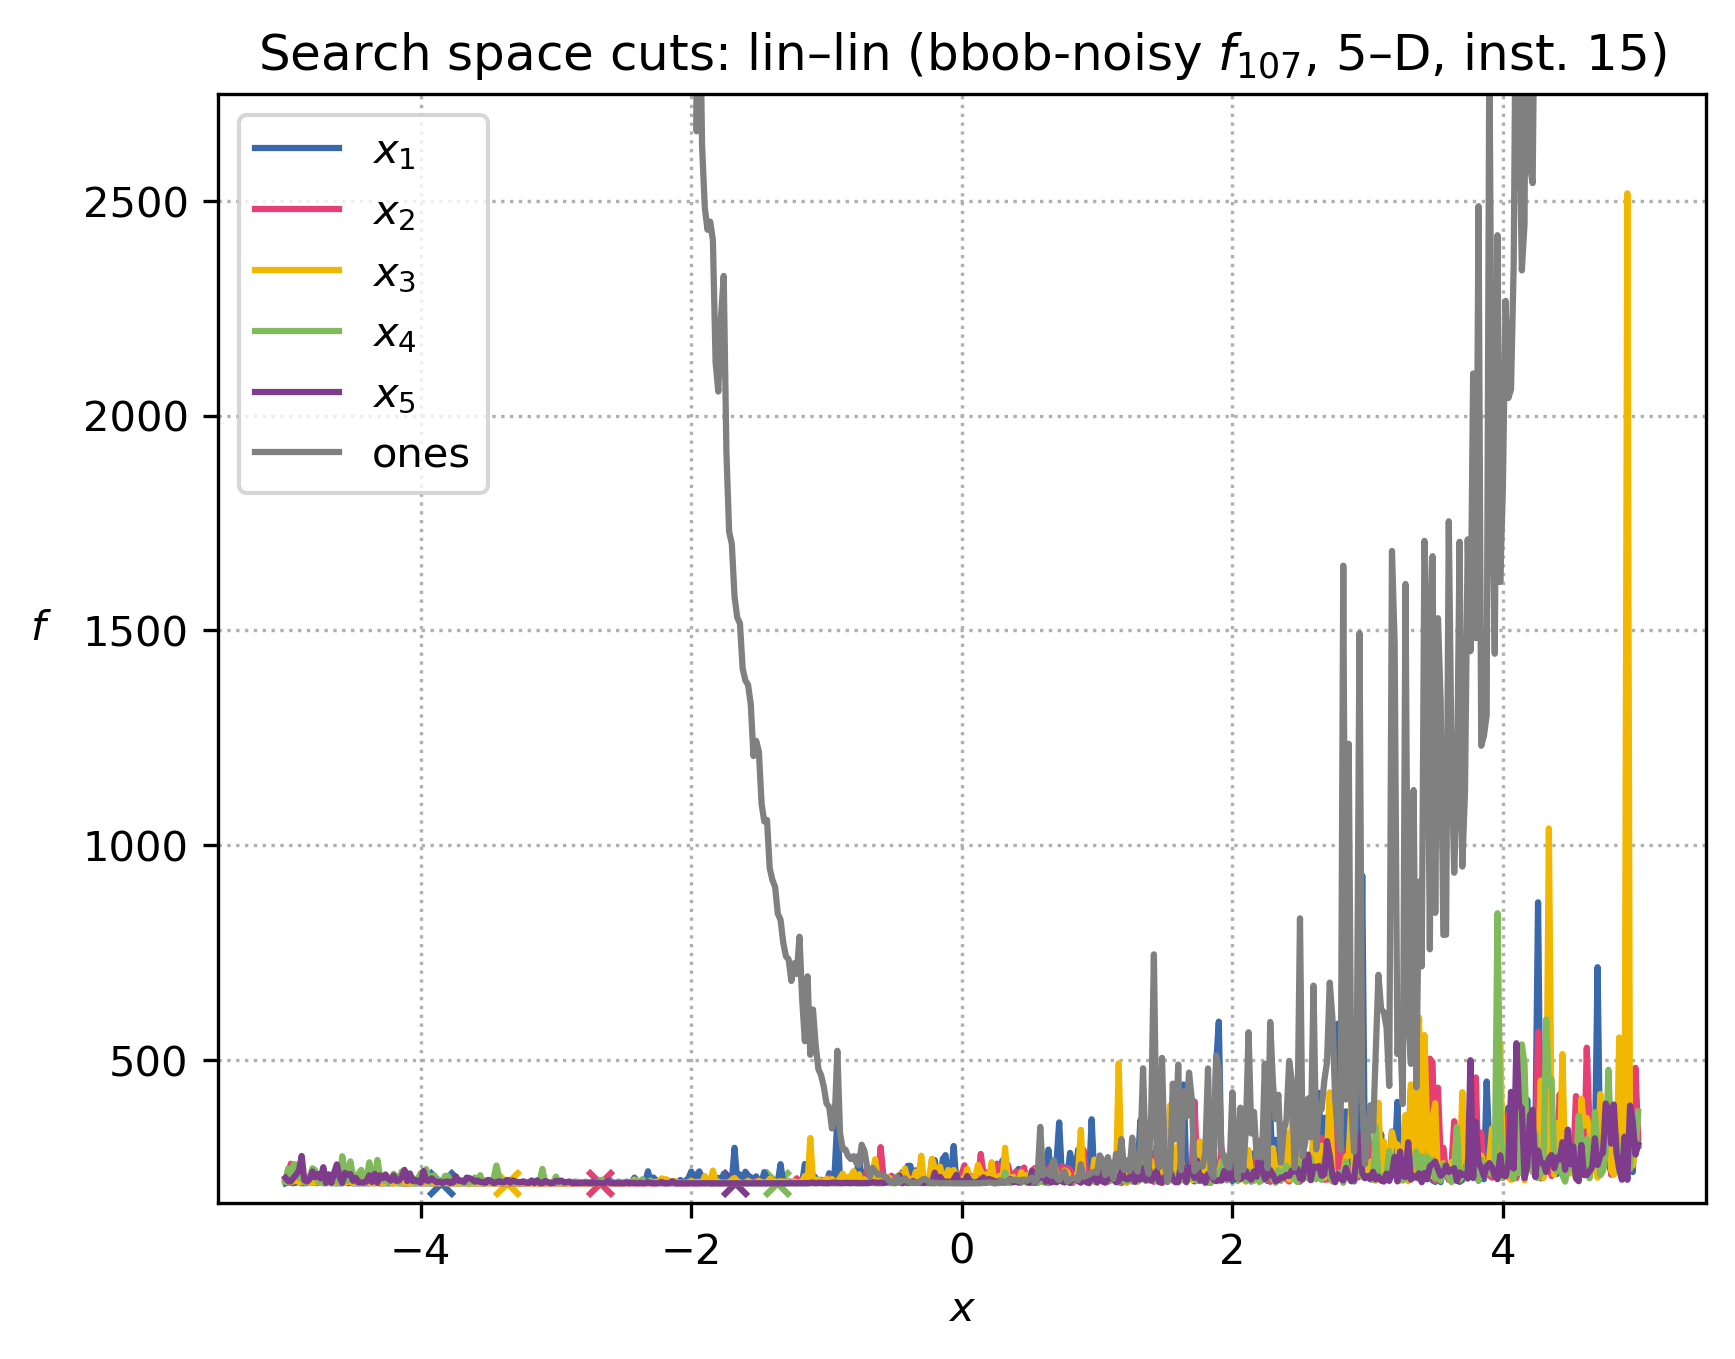 Search space cuts: lin–lin (bbob-noisy f107, 5–D, inst. 15)
x1
x2
x3
x4
x5
ones
2500
2000
1500
1000
500
f
−4
−2
0
2
4
x